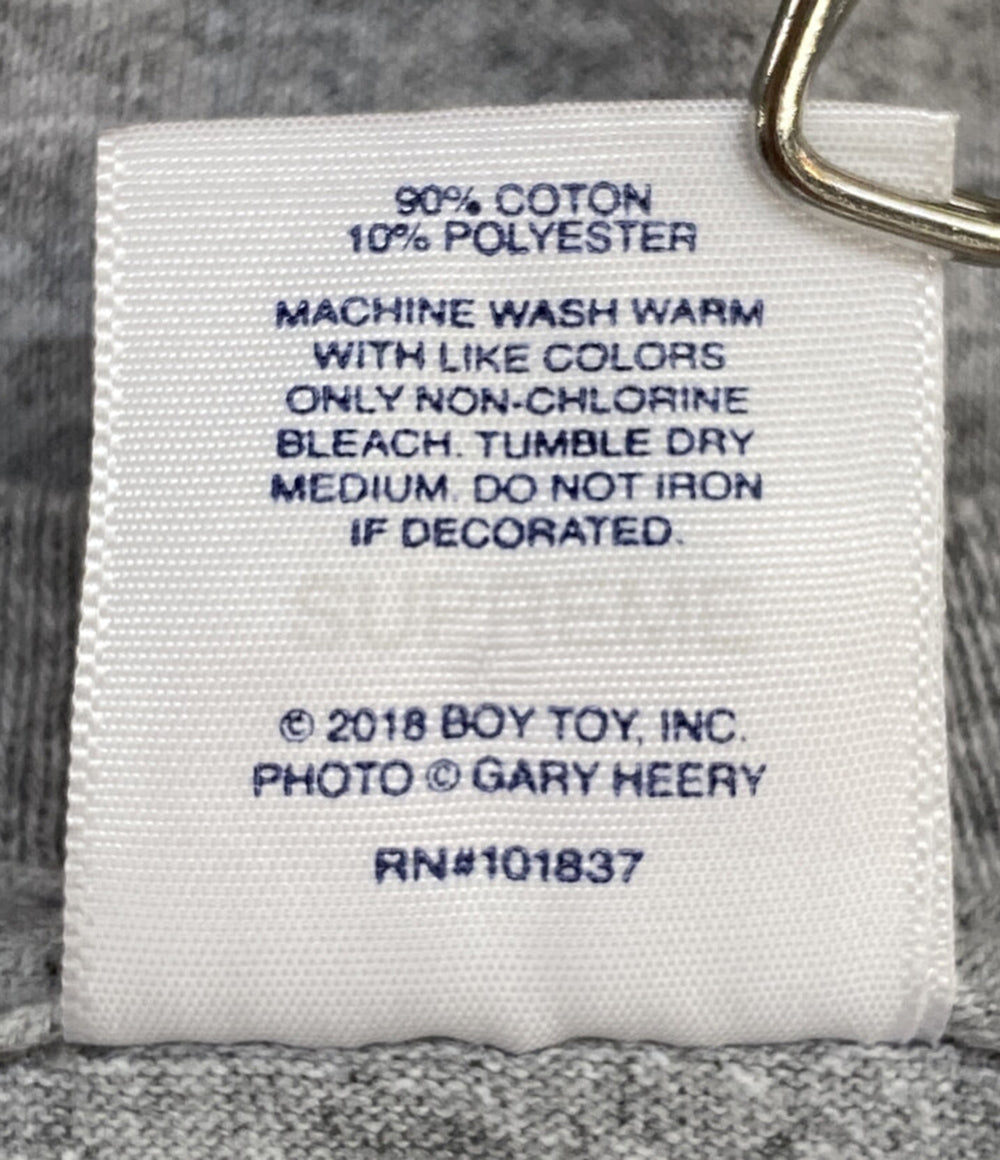 90% COTON
10% POLYESTER
MACHINE WASH WARM
WITH LIKE COLORS
ONLY NON-CHLORINE
BLEACH. TUMBLE DRY
MEDIUM. DO NOT IRON
IF DECORATED.
© 2018 BOY TOY, INC.
PHOTO © GARY HEERY
RN#101837